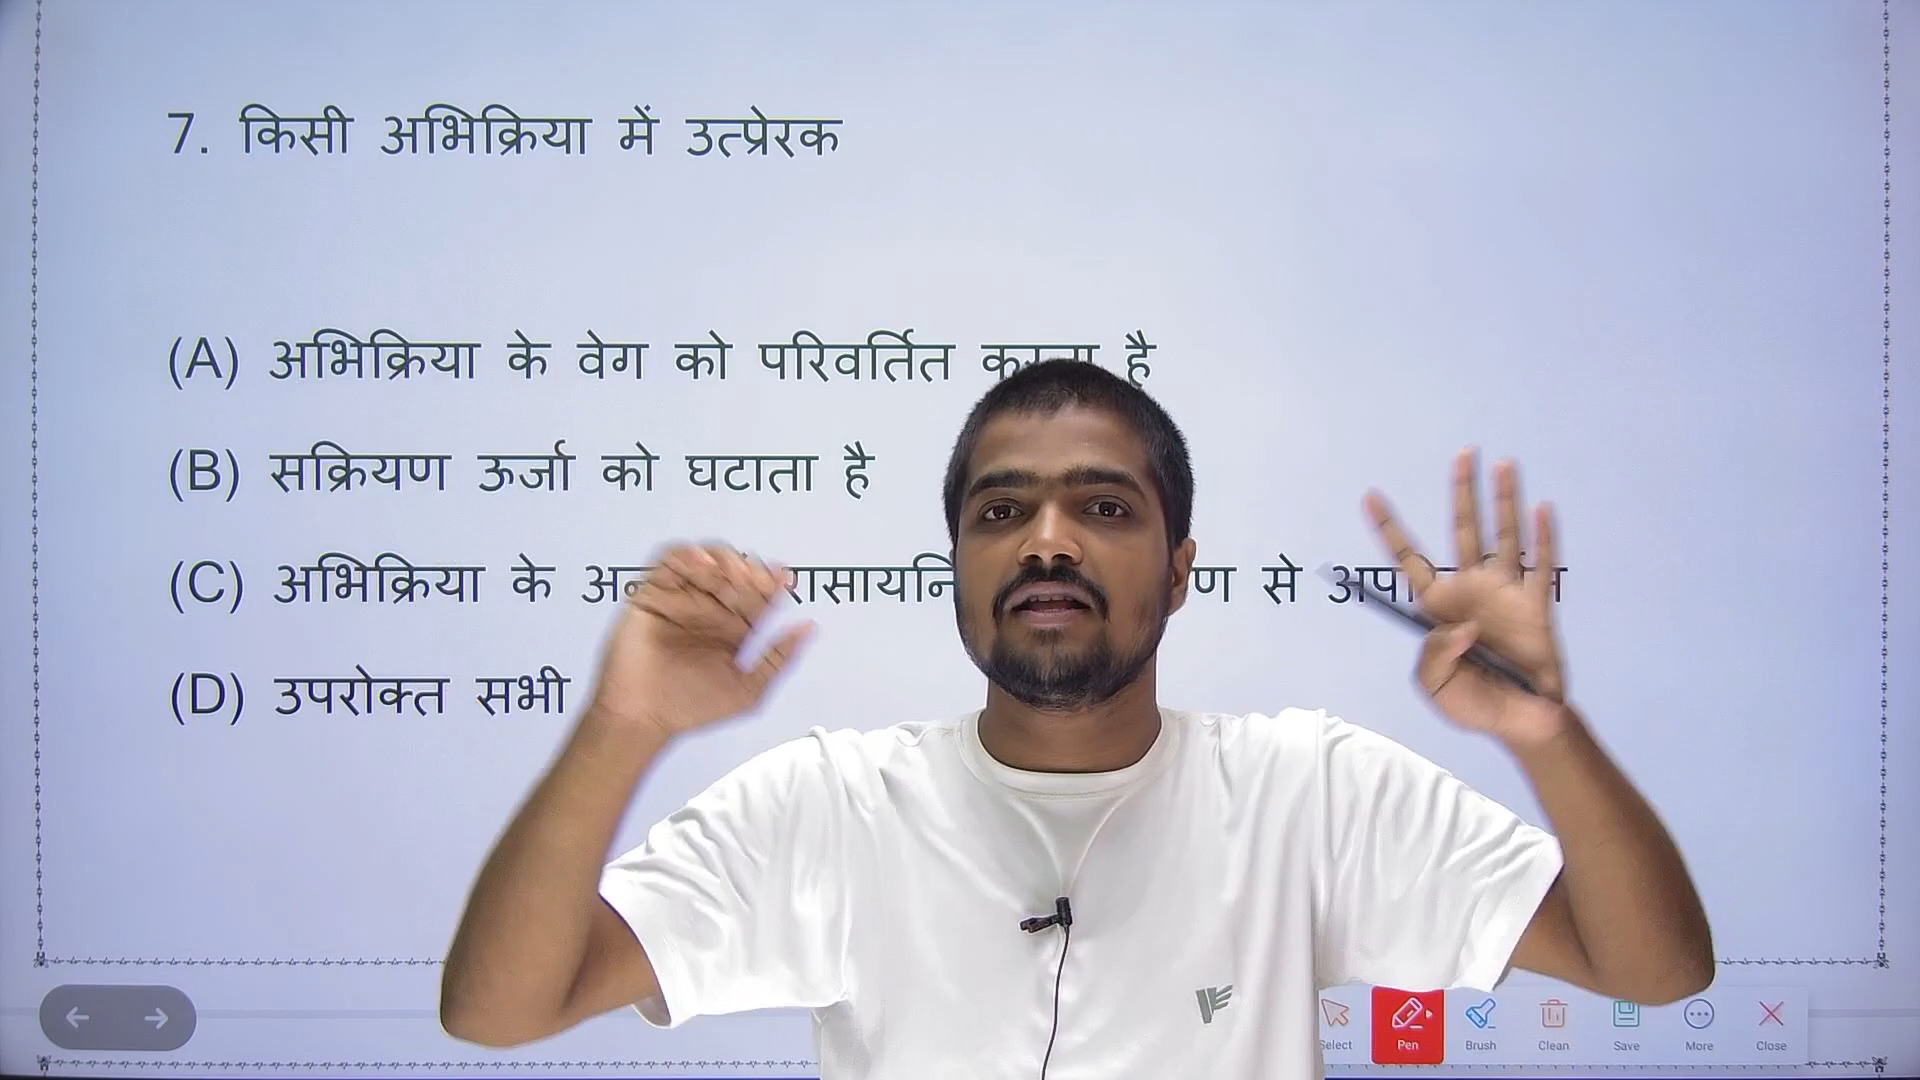 7. किसी अभिक्रिया में उत्प्रेरक
(A) अभिक्रिया के वेग को परिवर्तित करता है
(B) सक्रियण ऊर्जा को घटाता है
(C) अभिक्रिया के से
(D) उपरोक्त सभी
Select Pen Brush Clean Save More Close